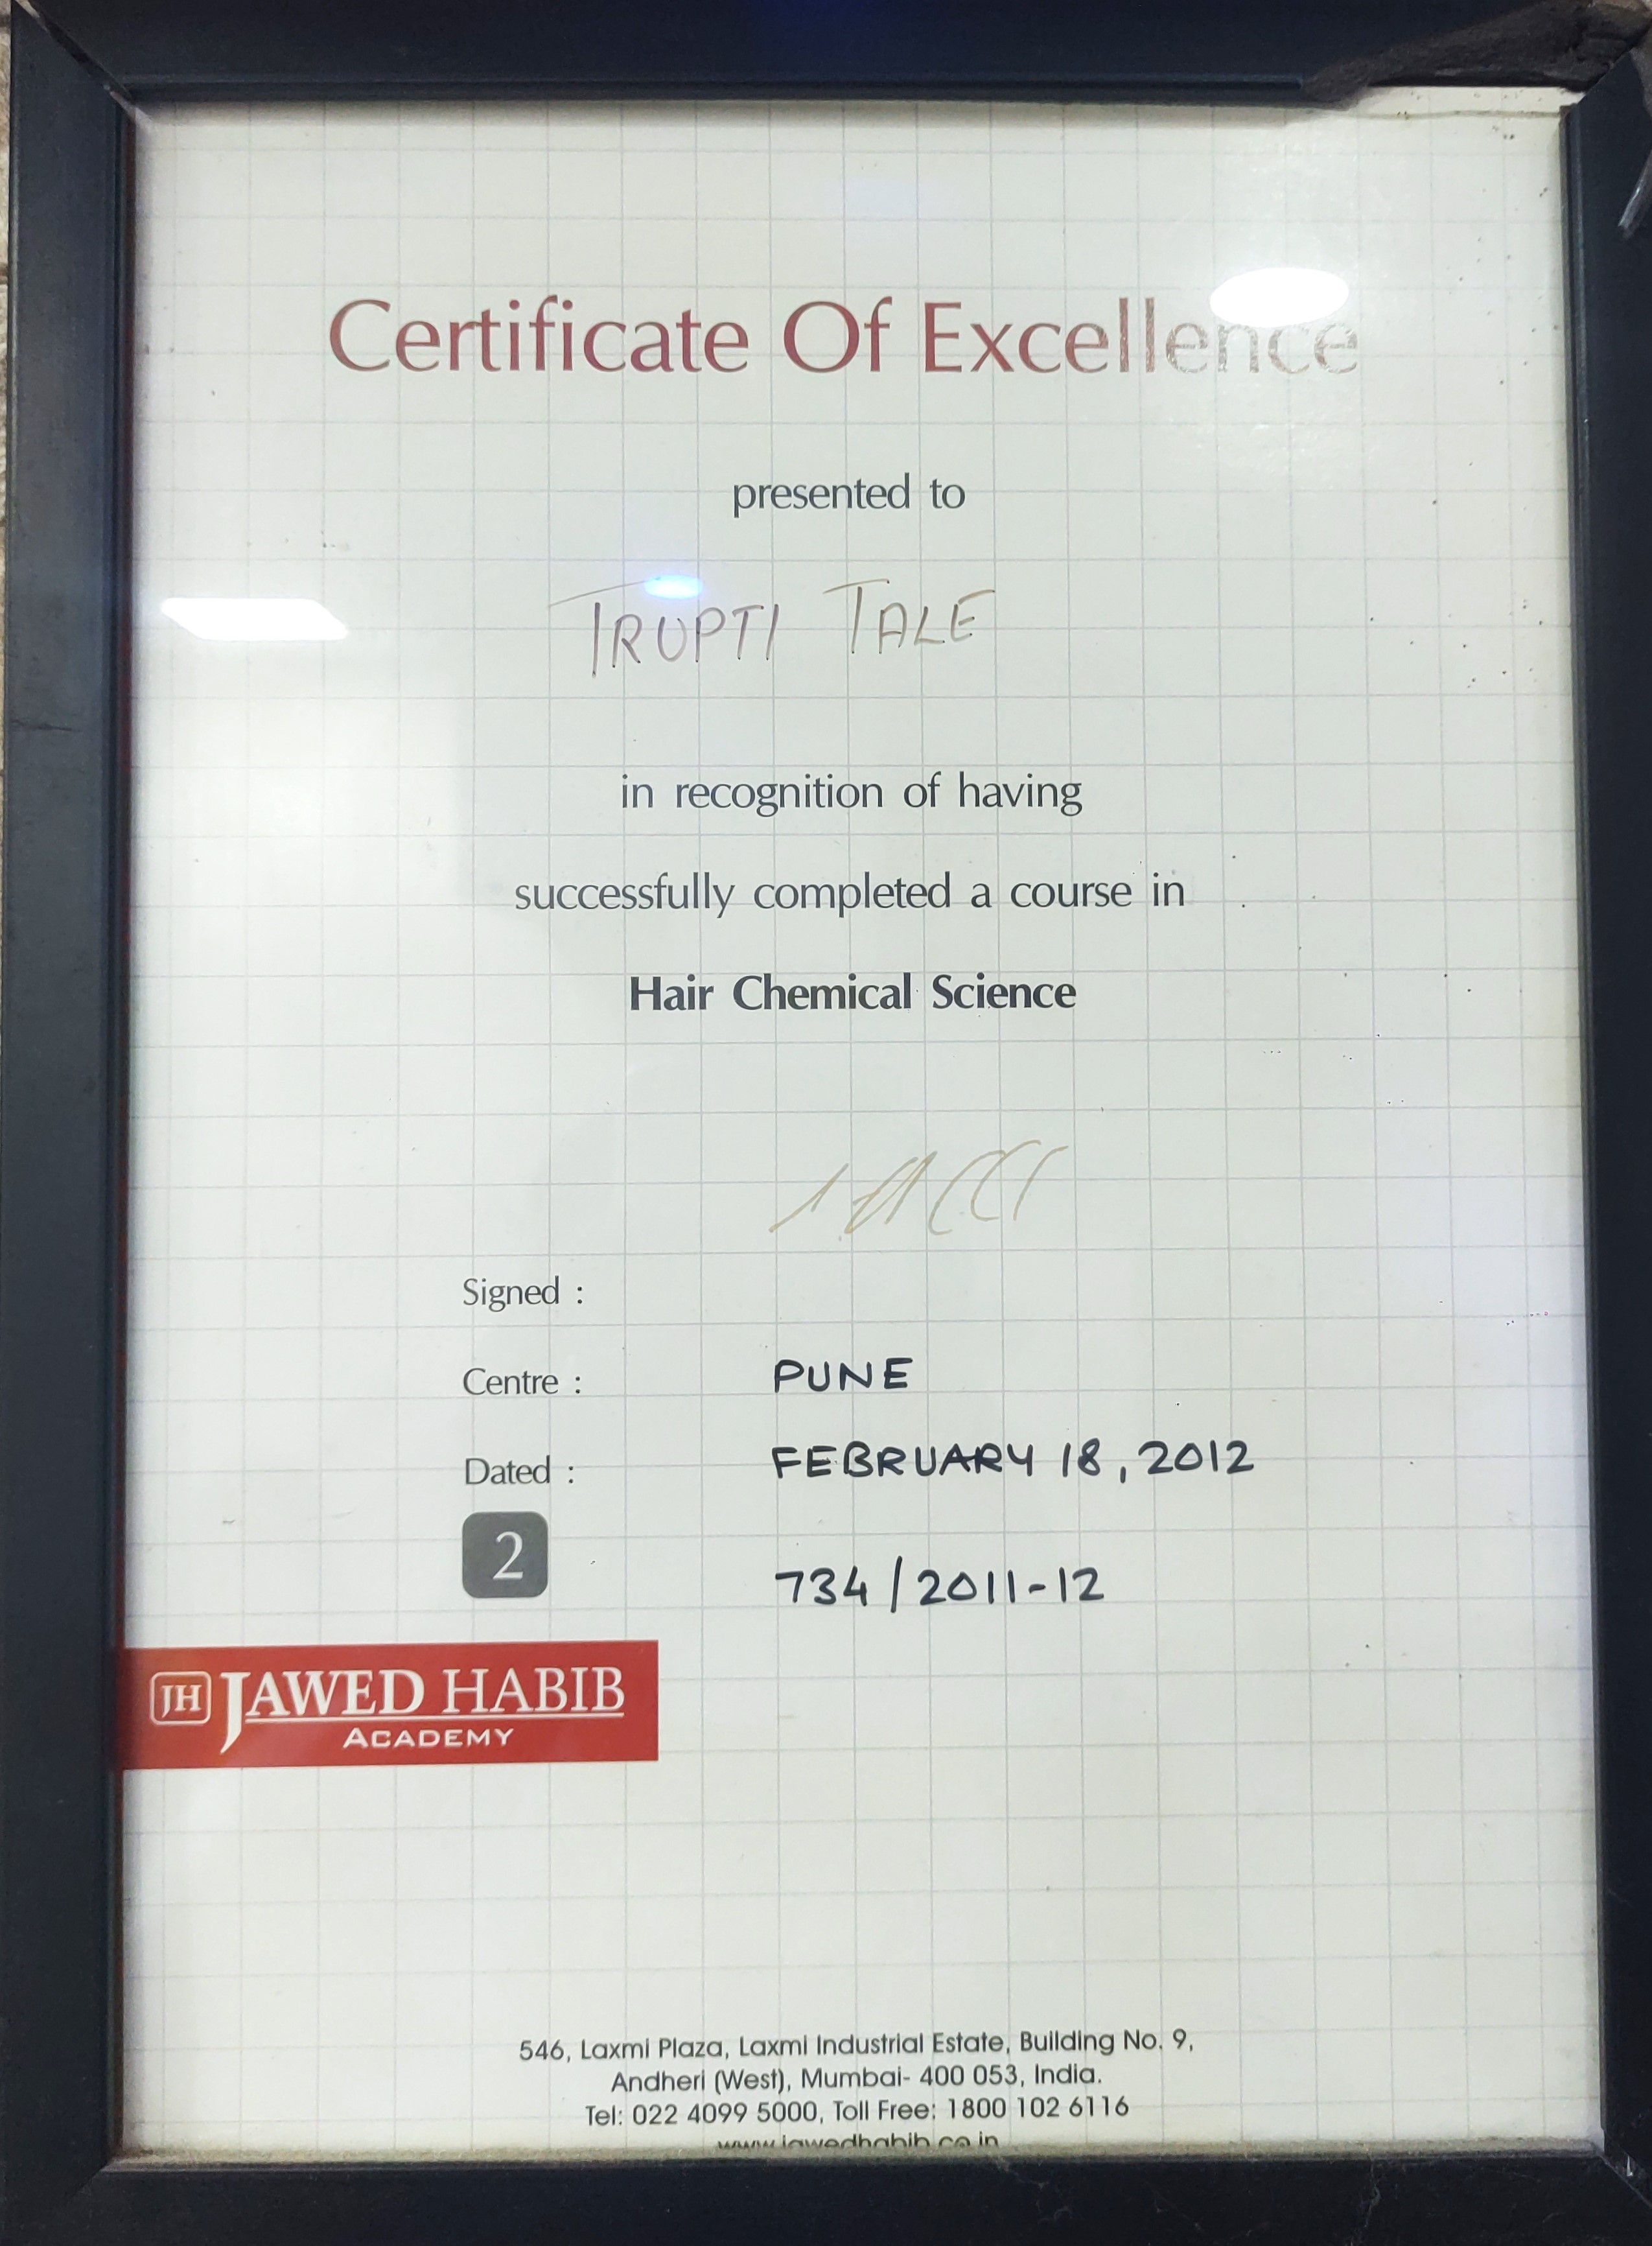 Certificate Of Excellence
presented to
TRUPTI TALE
in recognition of having
successfully completed a course in
Hair Chemical Science
Signed :
Centre : PUNE
Dated : FEBRUARY 18, 2012
2 734/2011-12
JH JAWED HABIB
ACADEMY
546, Laxmi Plaza, Laxmi Industrial Estate, Building No. 9,
Andheri (West), Mumbai- 400 053, India.
Tel: 022 4099 5000, Toll Free: 1800 102 6116
www.jawedhabib.co.in